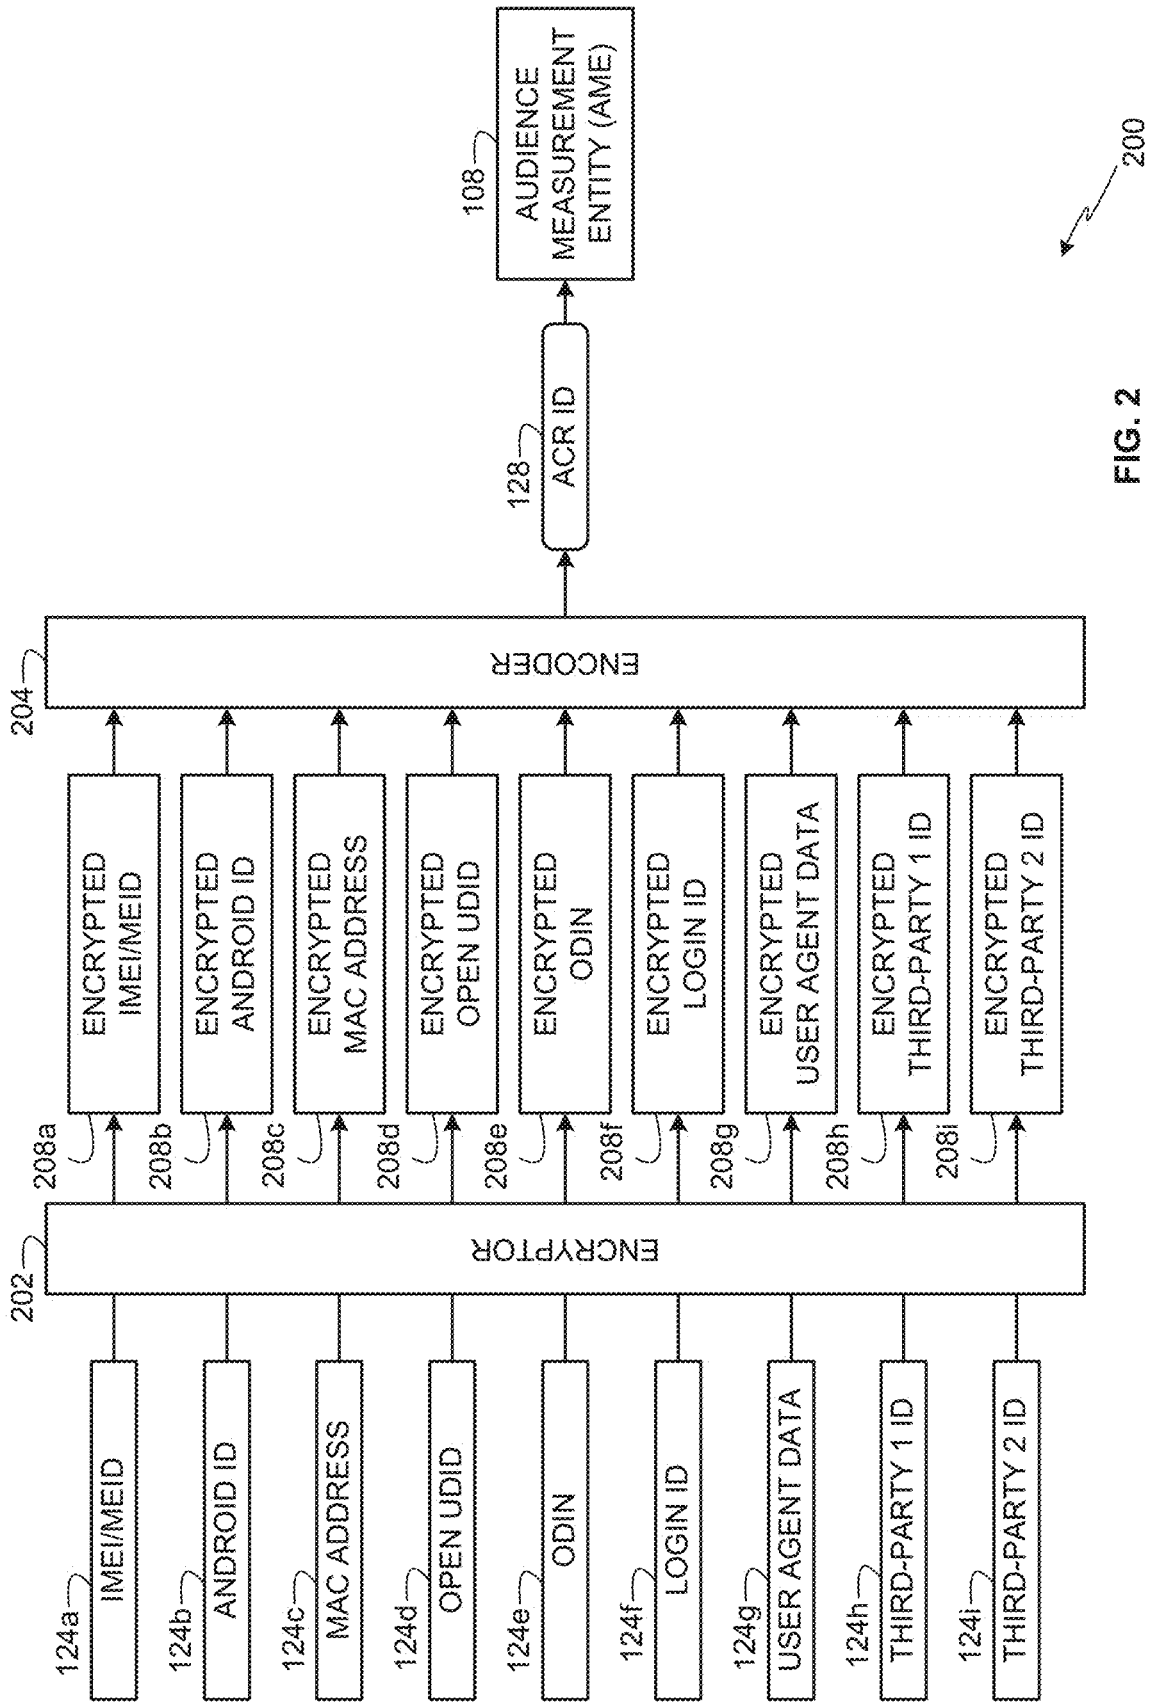 124a
IMEI/MEID
124b
ANDROID ID
124c
MAC ADDRESS
124d
OPEN UDID
124e
ODIN
124f
LOGIN ID
124g
USER AGENT DATA
124h
THIRD-PARTY 1 ID
124i
THIRD-PARTY 2 ID
202
ENCRYPTOR
208a
ENCRYPTED
IMEI/MEID
208b
ENCRYPTED
ANDROID ID
208c
ENCRYPTED
MAC ADDRESS
208d
ENCRYPTED
OPEN UDID
208e
ENCRYPTED
ODIN
208f
ENCRYPTED
LOGIN ID
208g
ENCRYPTED
USER AGENT DATA
208h
ENCRYPTED
THIRD-PARTY 1 ID
208i
ENCRYPTED
THIRD-PARTY 2 ID
204
ENCODER
128
ACR ID
108
AUDIENCE
MEASUREMENT
ENTITY (AME)
200
FIG. 2